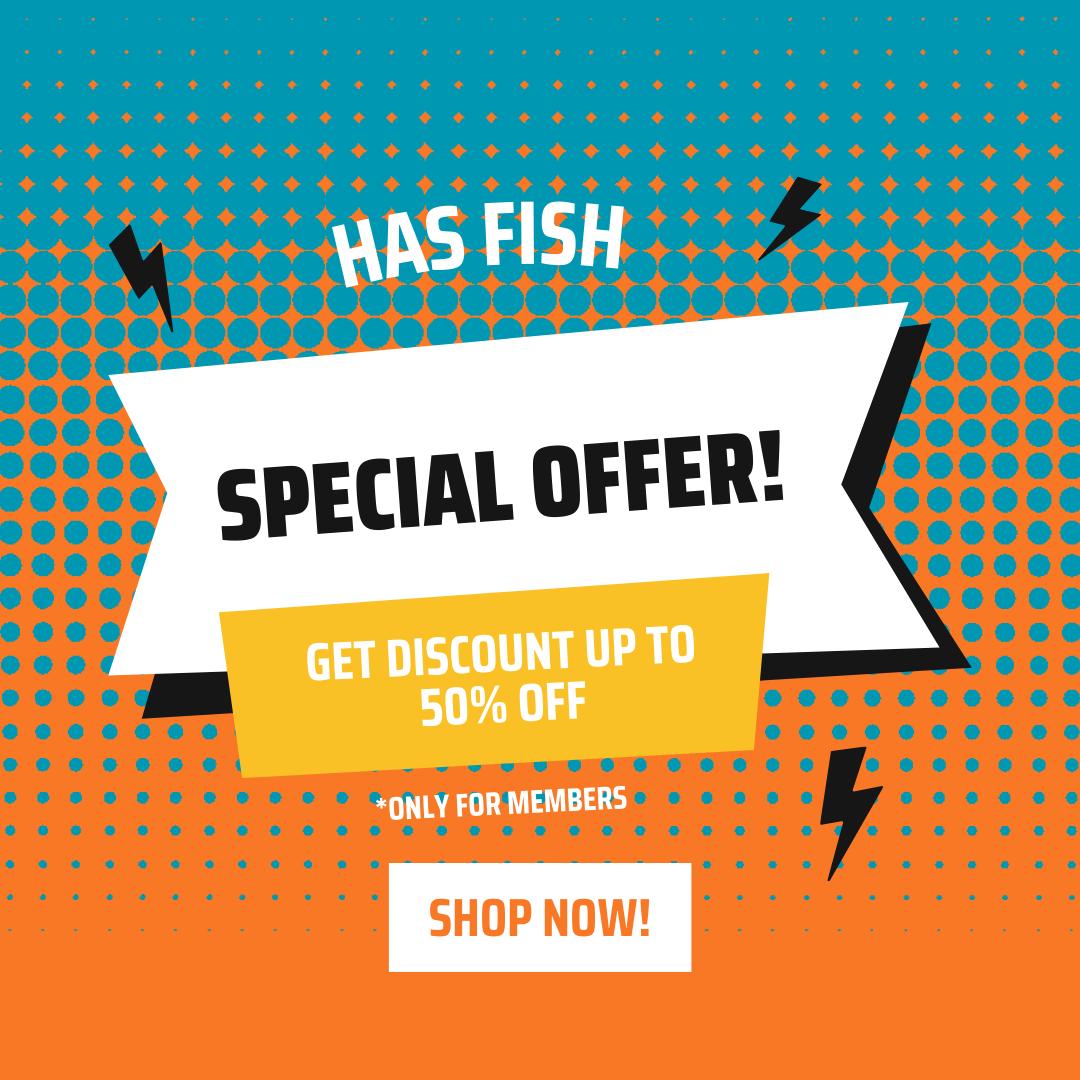 HAS FISH
SPECIAL OFFER!
GET DISCOUNT UP TO
50% OFF
*ONLY FOR MEMBERS
SHOP NOW!